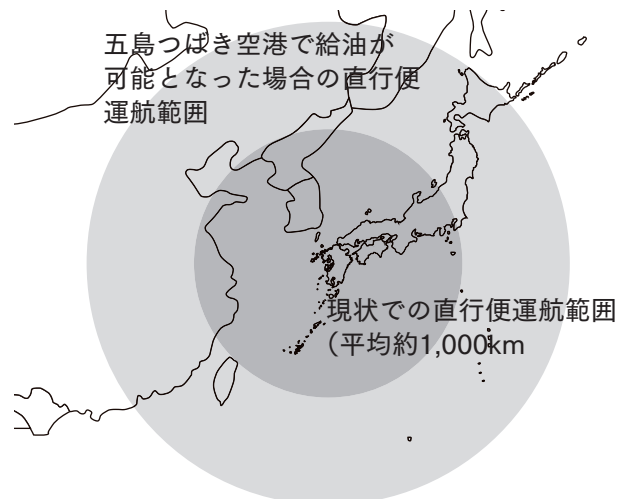 五島つばき空港で給油が
可能となった場合の直行便
運航範囲
現状での直行便運航範囲
（平均約1,000km